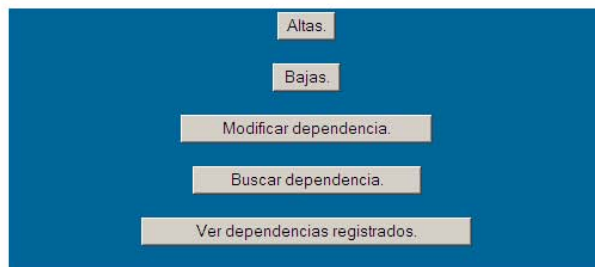 Altas.
Bajas.
Modificar dependencia.
Buscar dependencia.
Ver dependencias registrados.